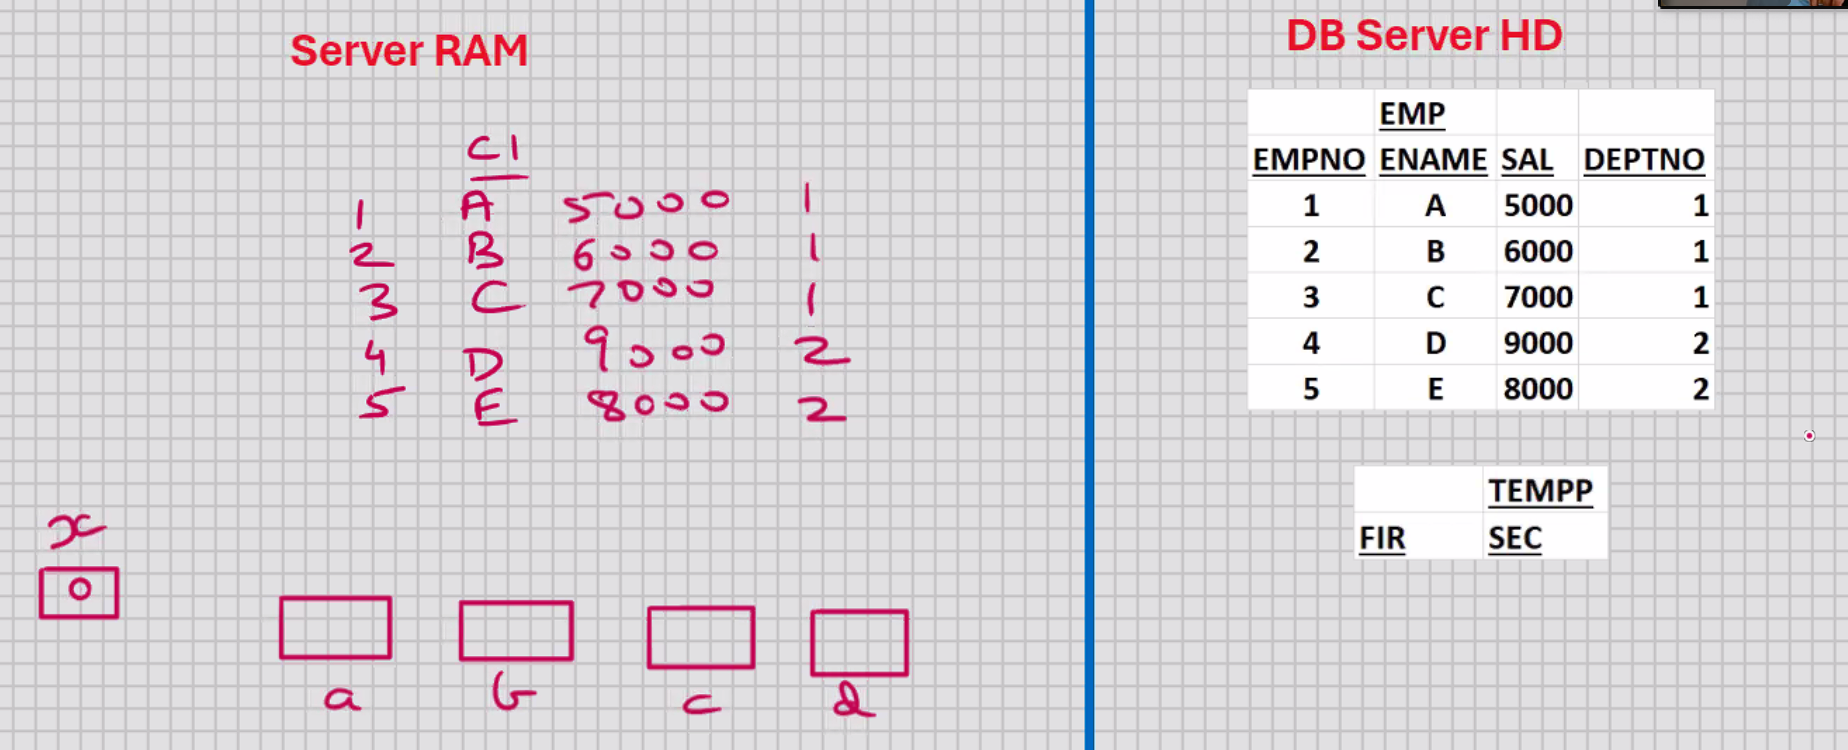 Server RAM
C1
1 A 5000 1
2 B 6000 1
3 C 7000 1
4 D 9000 2
5 E 8000 2
x
0
a b c d
DB Server HD
EMP
EMPNO ENAME SAL DEPTNO
1 A 5000 1
2 B 6000 1
3 C 7000 1
4 D 9000 2
5 E 8000 2
TEMPP
FIR SEC